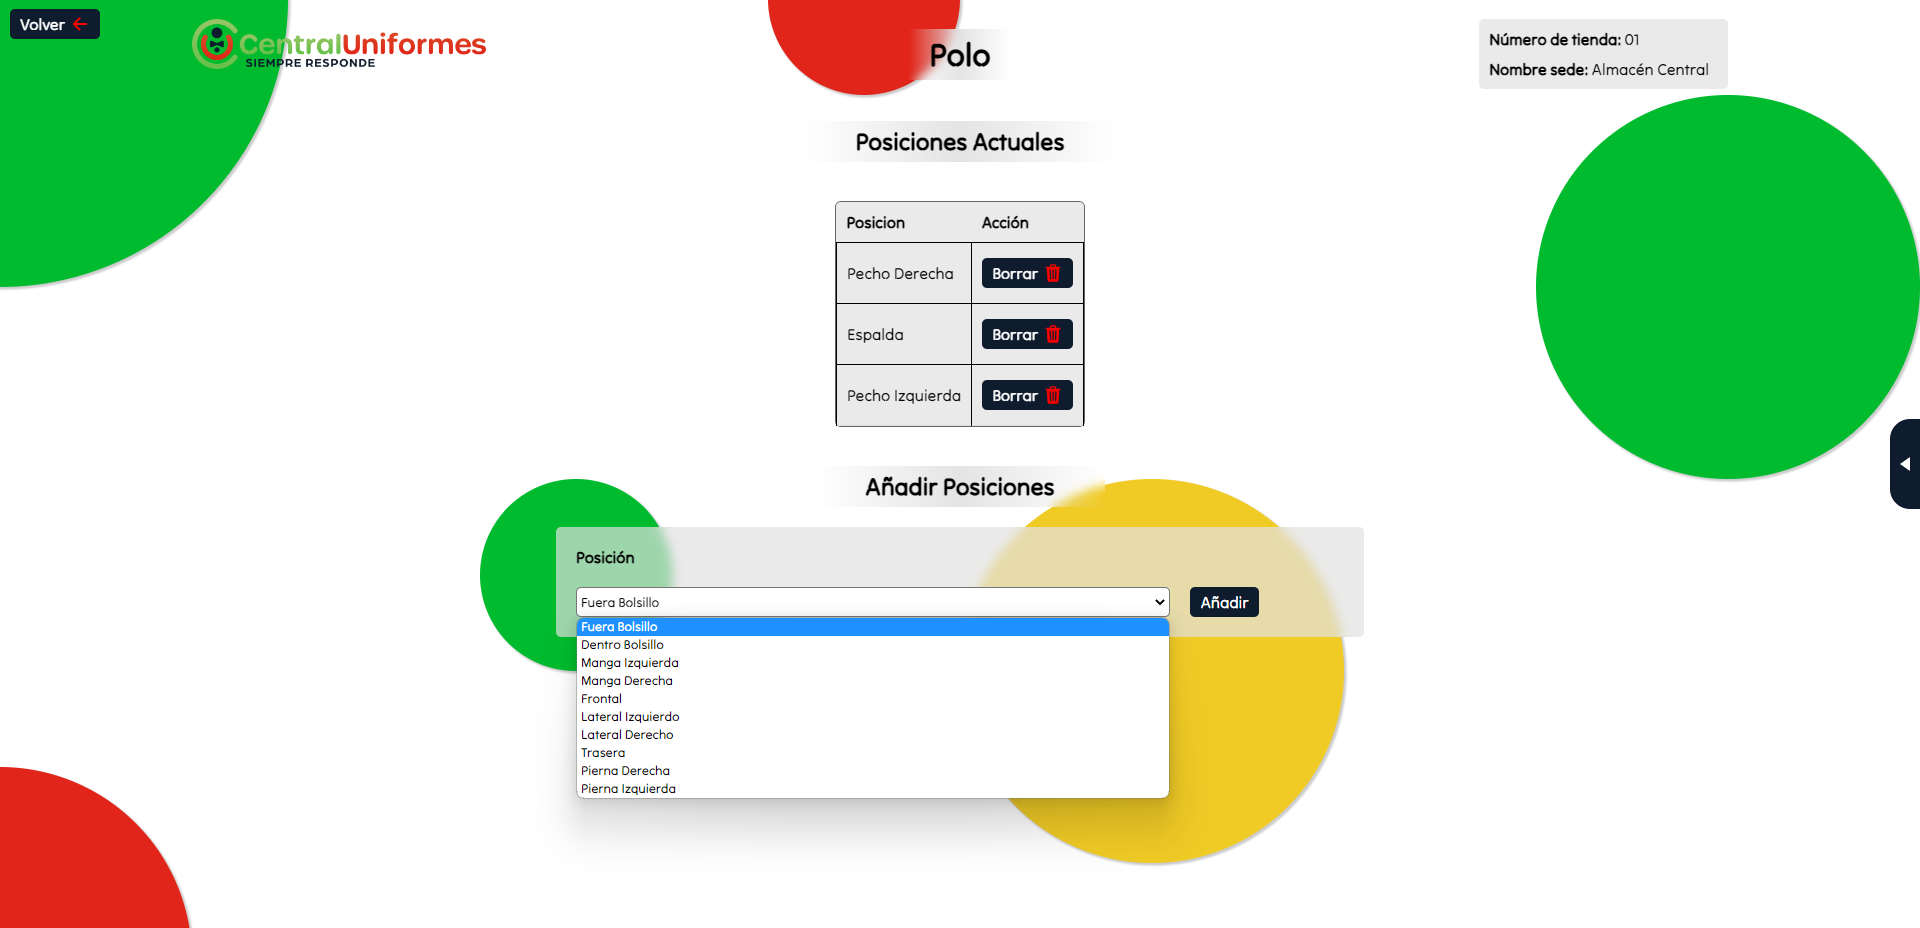 Volver
CentralUniformes
SIEMPRE RESPONDE
Polo
Número de tienda: 01
Nombre sede: Almacén Central
Posiciones Actuales
Posicion Acción
Pecho Derecha Borrar
Espalda Borrar
Pecho Izquierda Borrar
Añadir Posiciones
Posición
Fuera Bolsillo Añadir
Fuera Bolsillo
Dentro Bolsillo
Manga Izquierda
Manga Derecha
Frontal
Lateral Izquierdo
Lateral Derecho
Trasera
Pierna Derecha
Pierna Izquierda